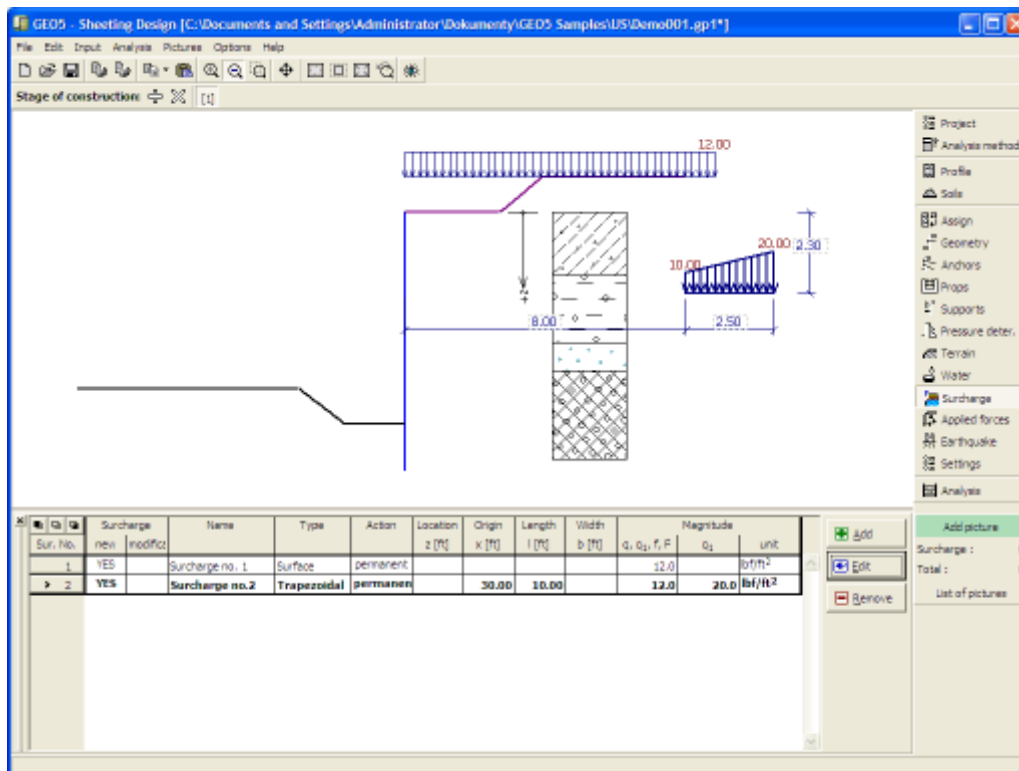 GEO5 - Sheeting Design [C:\Documents and Settings\Administrator\Dokumenty\GEO5 Samples\US\Demo001.gp1*]
File Edit Input Analysis Pictures Options Help
Stage of construction: [1]
12.00
20.00 2.30
10.00
+z
8.00 2.50
Project
Analysis method
Profile
Soils
Assign
Geometry
Anchors
Props
Supports
Pressure deter.
Terrain
Water
Surcharge
Applied forces
Earthquake
Settings
Analysis
Surcharge Name Type Action Location Origin Length Width Magnitude
Sur. No. new modific z [ft] x [ft] l [ft] b [ft] q, q1, f, F q1 unit
1 YES Surcharge no. 1 Surface permanent 12.0 lbf/ft2
2 YES Surcharge no.2 Trapezoidal permanen 30.00 10.00 12.0 20.0 lbf/ft2
Add
Edit
Remove
Add picture
Surcharge :
Total :
List of pictures